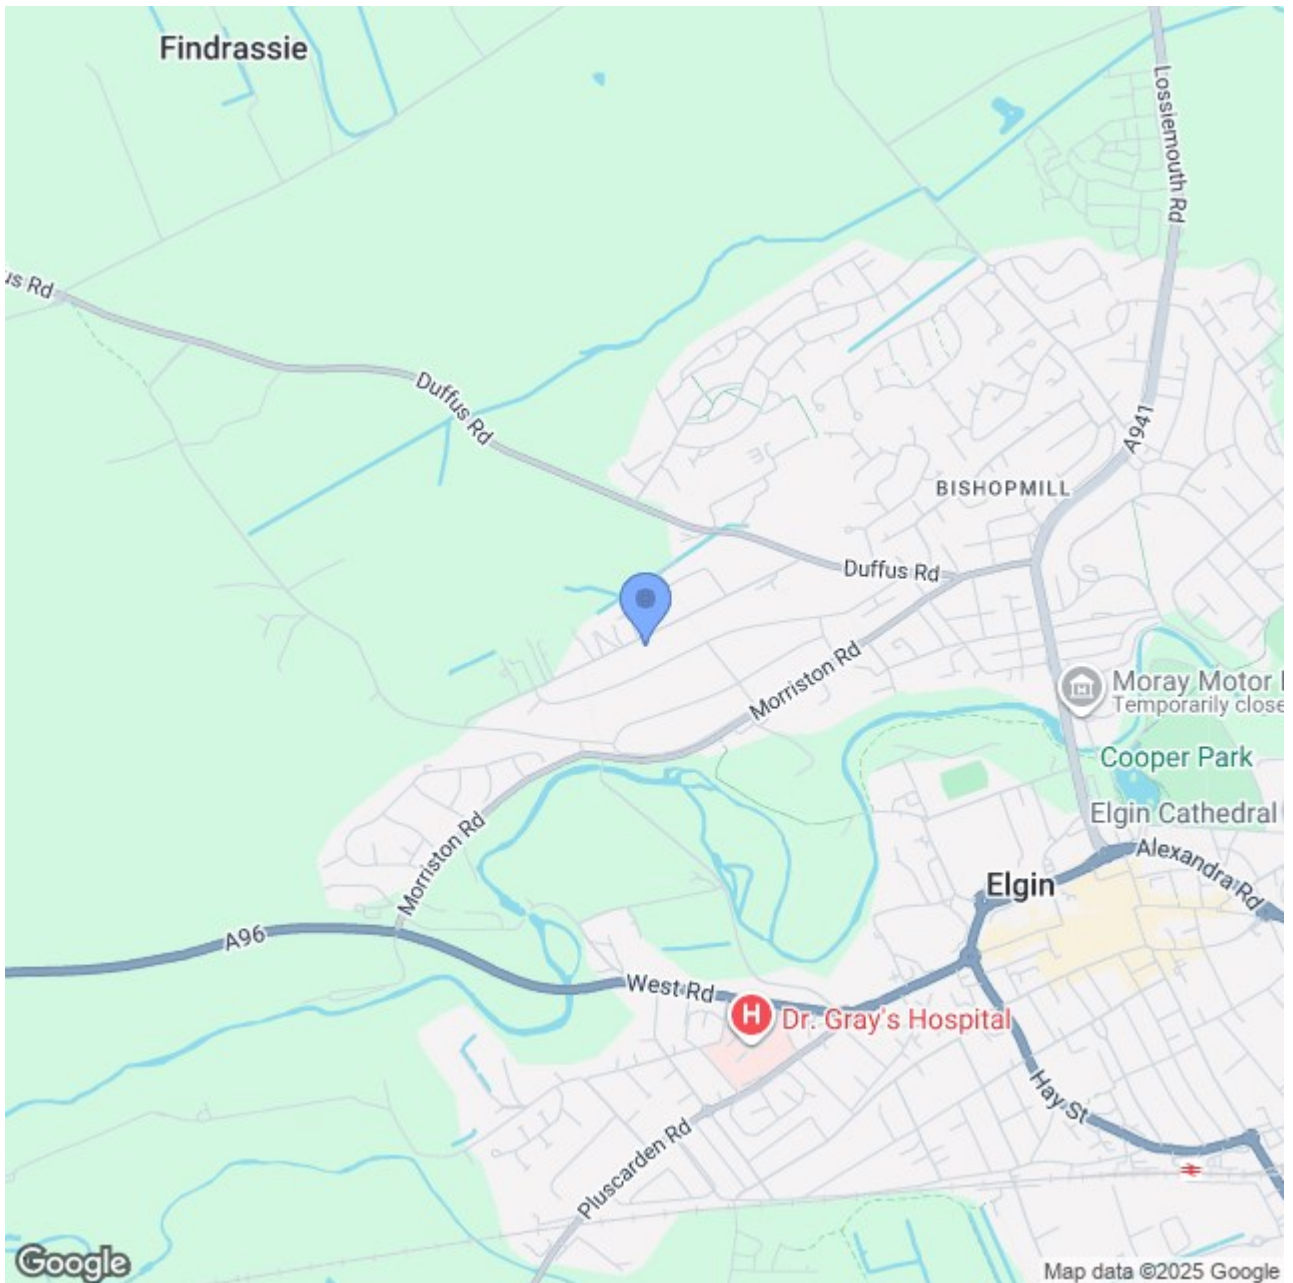 Findrassie
Lossiemouth Rd
us Rd
Duffus Rd
A941
BISHOPMILL
Duffus Rd
Morriston Rd
Moray Motor
Temporarily close
Cooper Park
Elgin Cathedral
Morriston Rd
Alexandra Rd
Elgin
A96
West Rd
H
Dr. Gray's Hospital
Hay St
Pluscarden Rd
Google
Map data ©2025 Google